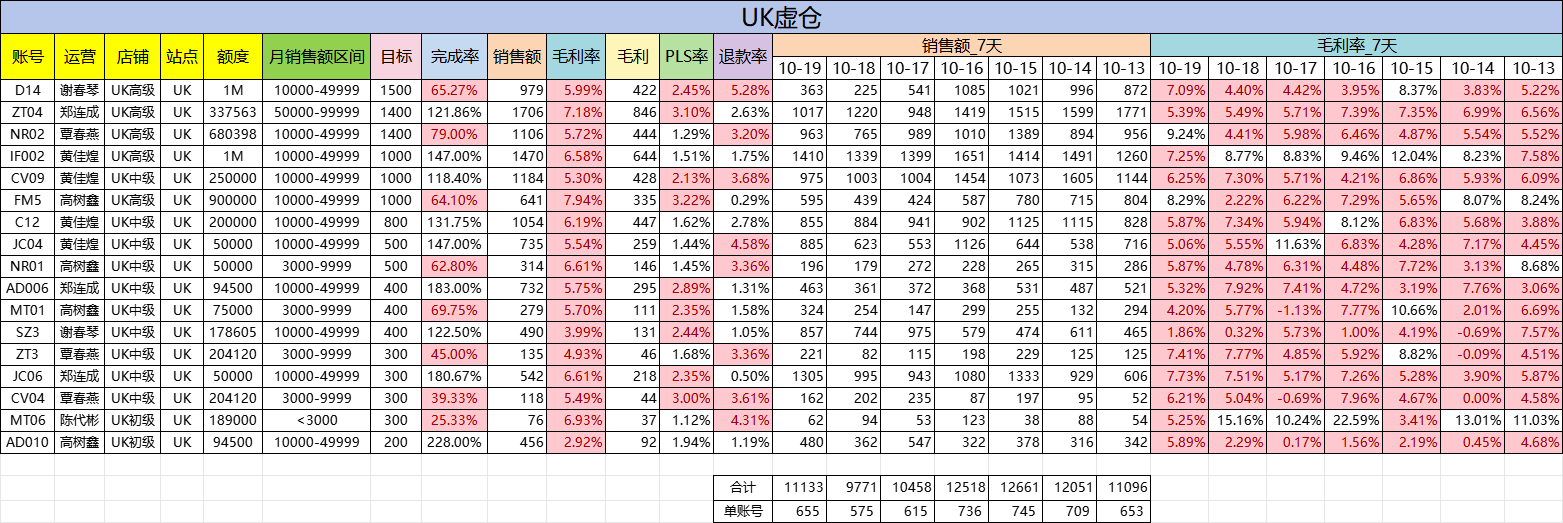 UK虚仓
账号 运营 店铺 站点 额度 月销售额区间 目标 完成率 销售额 毛利率 毛利 PLS率 退款率 销售额_7天 毛利率_7天
10-19 10-18 10-17 10-16 10-15 10-14 10-13 10-19 10-18 10-17 10-16 10-15 10-14 10-13
D14 谢春琴 UK高级 UK 1M 10000-49999 1500 65.27% 979 5.99% 422 2.45% 5.28% 363 225 541 1085 1021 996 872 7.09% 4.40% 4.42% 3.95% 8.37% 3.83% 5.22%
ZT04 郑连成 UK高级 UK 337563 50000-99999 1400 121.86% 1706 7.18% 846 3.10% 2.63% 1017 1220 948 1419 1515 1599 1771 5.39% 5.49% 5.71% 7.39% 7.35% 6.99% 6.56%
NR02 覃春燕 UK高级 UK 680398 10000-49999 1400 79.00% 1106 5.72% 444 1.29% 3.20% 963 765 989 1010 1389 894 956 9.24% 4.41% 5.98% 6.46% 4.87% 5.54% 5.52%
IF002 黄佳煌 UK高级 UK 1M 10000-49999 1000 147.00% 1470 6.58% 644 1.51% 1.75% 1410 1339 1399 1651 1414 1491 1260 7.25% 8.77% 8.83% 9.46% 12.04% 8.23% 7.58%
CV09 黄佳煌 UK中级 UK 250000 10000-49999 1000 118.40% 1184 5.30% 428 2.13% 3.68% 975 1003 1004 1454 1073 1605 1144 6.25% 7.30% 5.71% 4.21% 6.86% 5.93% 6.09%
FM5 高树鑫 UK高级 UK 900000 10000-49999 1000 64.10% 641 7.94% 335 3.22% 0.29% 595 439 424 587 780 715 804 8.29% 2.22% 6.22% 7.29% 5.65% 8.07% 8.24%
C12 黄佳煌 UK中级 UK 200000 10000-49999 800 131.75% 1054 6.19% 447 1.62% 2.78% 855 884 941 902 1125 1115 828 5.87% 7.34% 5.94% 8.12% 6.83% 5.68% 3.88%
JC04 黄佳煌 UK中级 UK 50000 10000-49999 500 147.00% 735 5.54% 259 1.44% 4.58% 885 623 553 1126 644 538 716 5.06% 5.55% 11.63% 6.83% 4.28% 7.17% 4.45%
NR01 高树鑫 UK中级 UK 50000 3000-9999 500 62.80% 314 6.61% 146 1.45% 3.36% 196 179 272 228 265 315 286 5.87% 4.78% 6.31% 4.48% 7.72% 3.13% 8.68%
AD006 郑连成 UK中级 UK 94500 10000-49999 400 183.00% 732 5.75% 295 2.89% 1.31% 463 361 372 368 531 487 521 5.32% 7.92% 7.41% 4.72% 3.19% 7.76% 3.06%
MT01 高树鑫 UK中级 UK 75000 3000-9999 400 69.75% 279 5.70% 111 2.35% 1.58% 324 254 147 299 255 132 294 4.20% 5.77% -1.13% 7.77% 10.66% 2.01% 6.69%
SZ3 谢春琴 UK中级 UK 178605 10000-49999 400 122.50% 490 3.99% 131 2.44% 1.05% 857 744 975 579 474 611 465 1.86% 0.32% 5.73% 1.00% 4.19% -0.69% 7.57%
ZT3 覃春燕 UK中级 UK 204120 3000-9999 300 45.00% 135 4.93% 46 1.68% 3.36% 221 82 115 198 229 125 125 7.41% 7.77% 4.85% 5.92% 8.82% -0.09% 4.51%
JC06 郑连成 UK中级 UK 50000 10000-49999 300 180.67% 542 6.61% 218 2.35% 0.50% 1305 995 943 1080 1333 929 606 7.73% 7.51% 5.17% 7.26% 5.28% 3.90% 5.87%
CV04 覃春燕 UK中级 UK 204120 3000-9999 300 39.33% 118 5.49% 44 3.00% 3.61% 162 202 235 87 197 95 52 6.21% 5.04% -0.69% 7.96% 4.67% 0.00% 4.58%
MT06 陈代彬 UK初级 UK 189000 <3000 300 25.33% 76 6.93% 37 1.12% 4.31% 62 94 53 123 38 88 54 5.25% 15.16% 10.24% 22.59% 3.41% 13.01% 11.03%
AD010 高树鑫 UK初级 UK 94500 10000-49999 200 228.00% 456 2.92% 92 1.94% 1.19% 480 362 547 322 378 316 342 5.89% 2.29% 0.17% 1.56% 2.19% 0.45% 4.68%
合计 11133 9771 10458 12518 12661 12051 11096
单账号 655 575 615 736 745 709 653